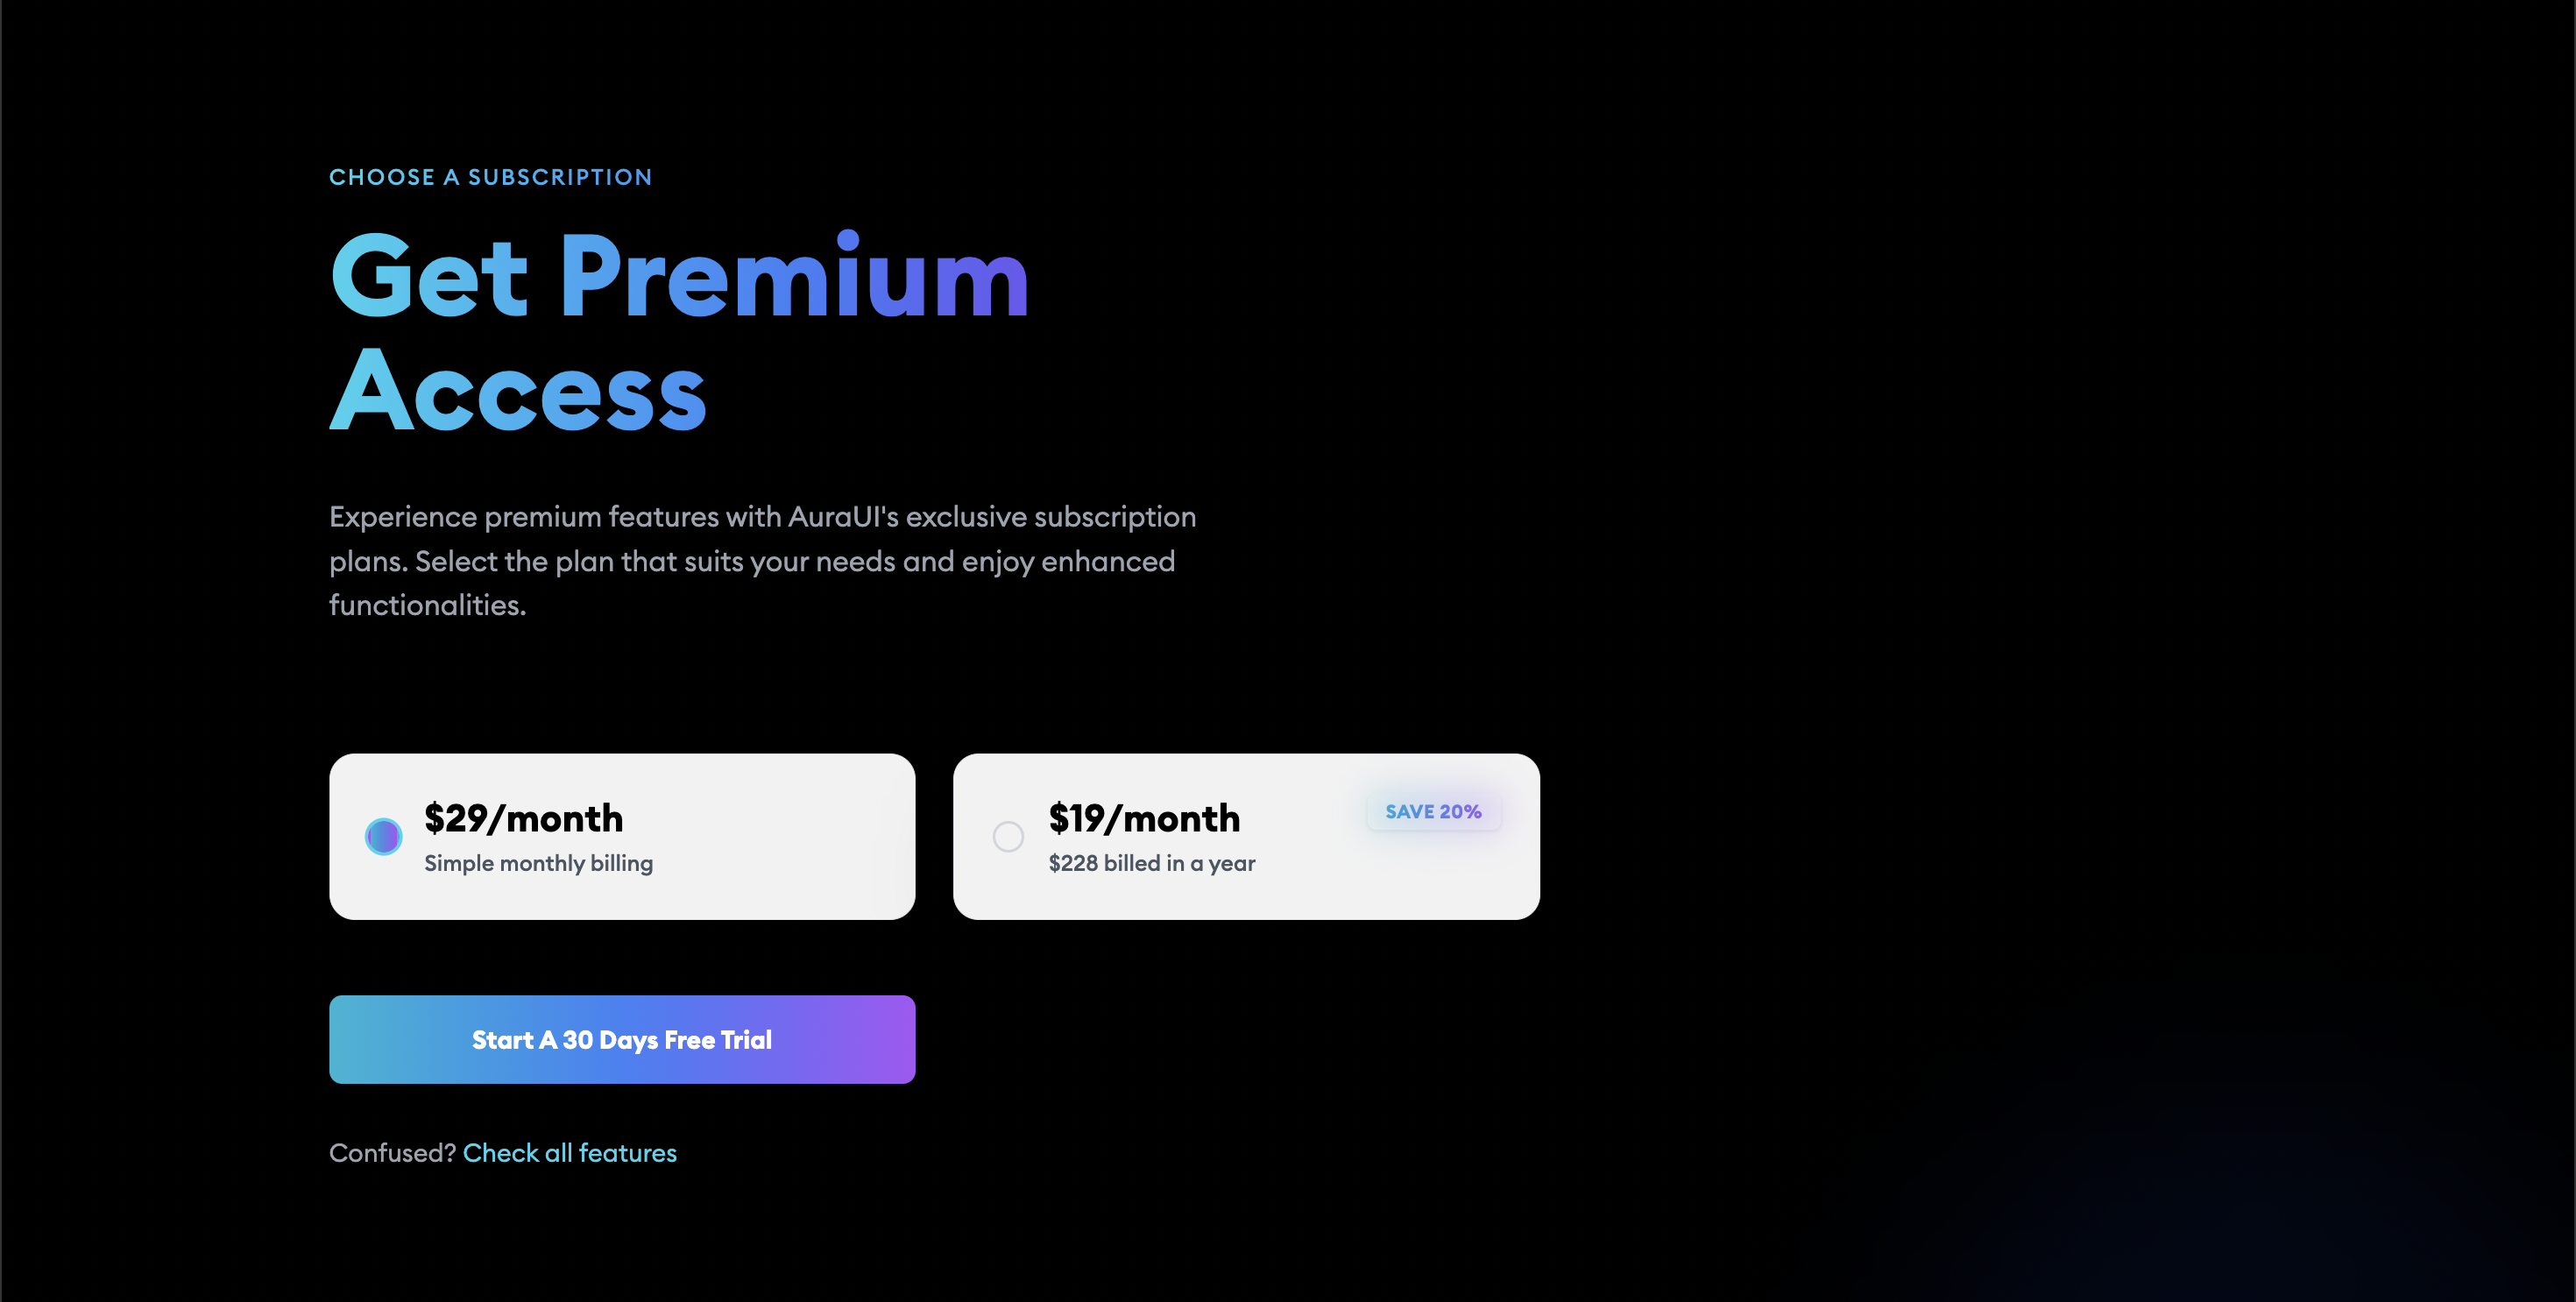 CHOOSE A SUBSCRIPTION
Get Premium
Access
Experience premium features with AuraUI's exclusive subscription
plans. Select the plan that suits your needs and enjoy enhanced
functionalities.
$29/month
Simple monthly billing
$19/month
$228 billed in a year
SAVE 20%
Start A 30 Days Free Trial
Confused? Check all features